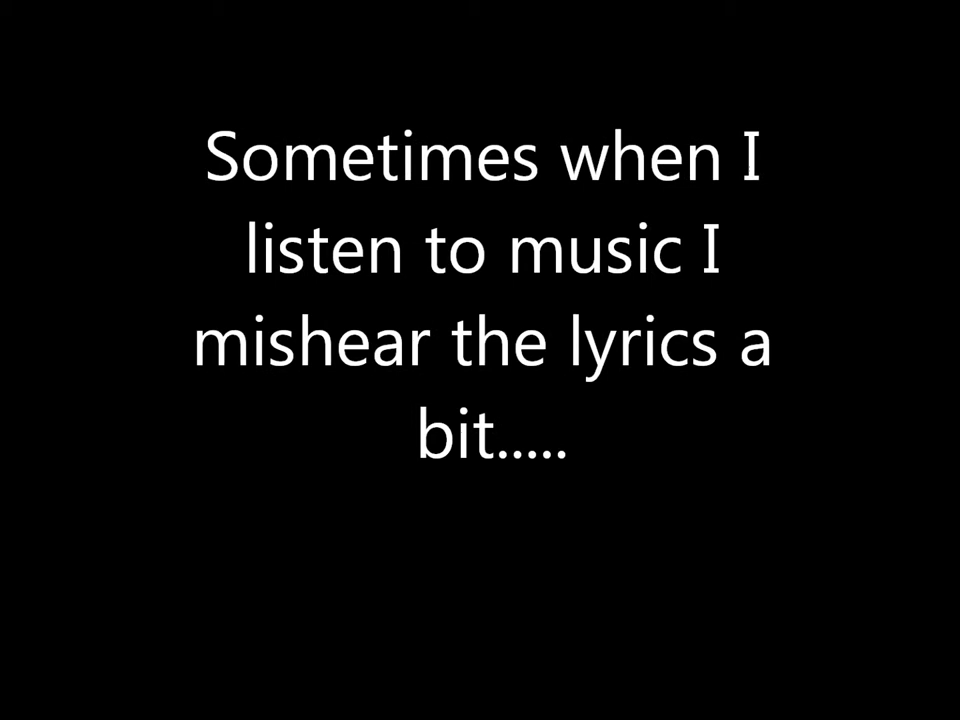 Sometimes when I
listen to music I
mishear the lyrics a
bit.....